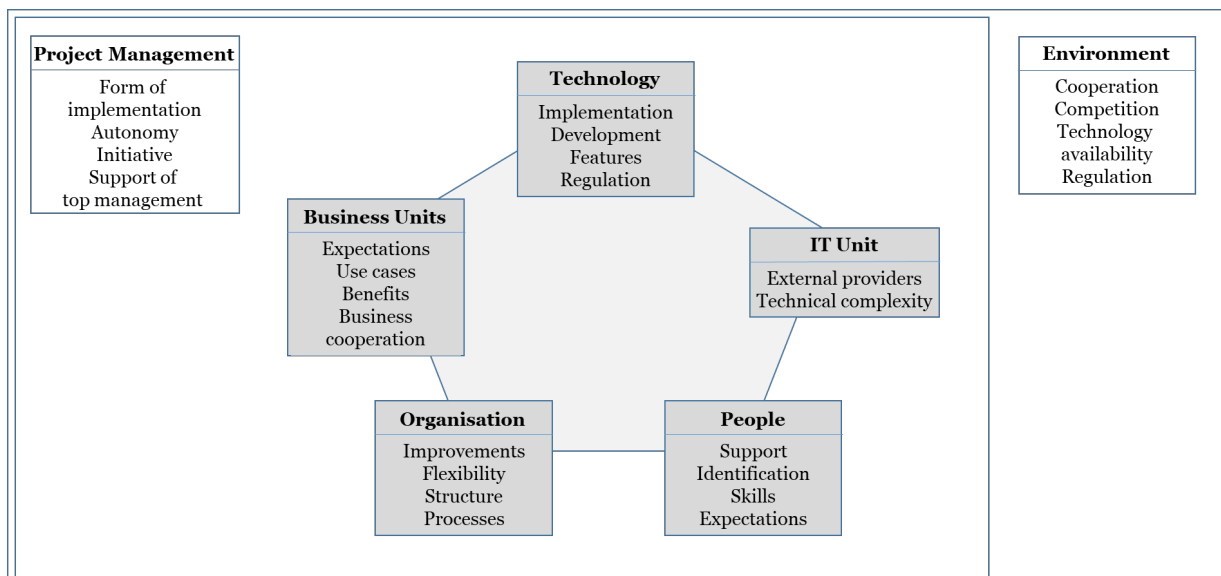 Project Management
Form of
implementation
Autonomy
Initiative
Support of
top management
Technology
Implementation
Development
Features
Regulation
Environment
Cooperation
Competition
Technology
availability
Regulation
Business Units
Expectations
Use cases
Benefits
Business
cooperation
IT Unit
External providers
Technical complexity
Organisation
Improvements
Flexibility
Structure
Processes
People
Support
Identification
Skills
Expectations